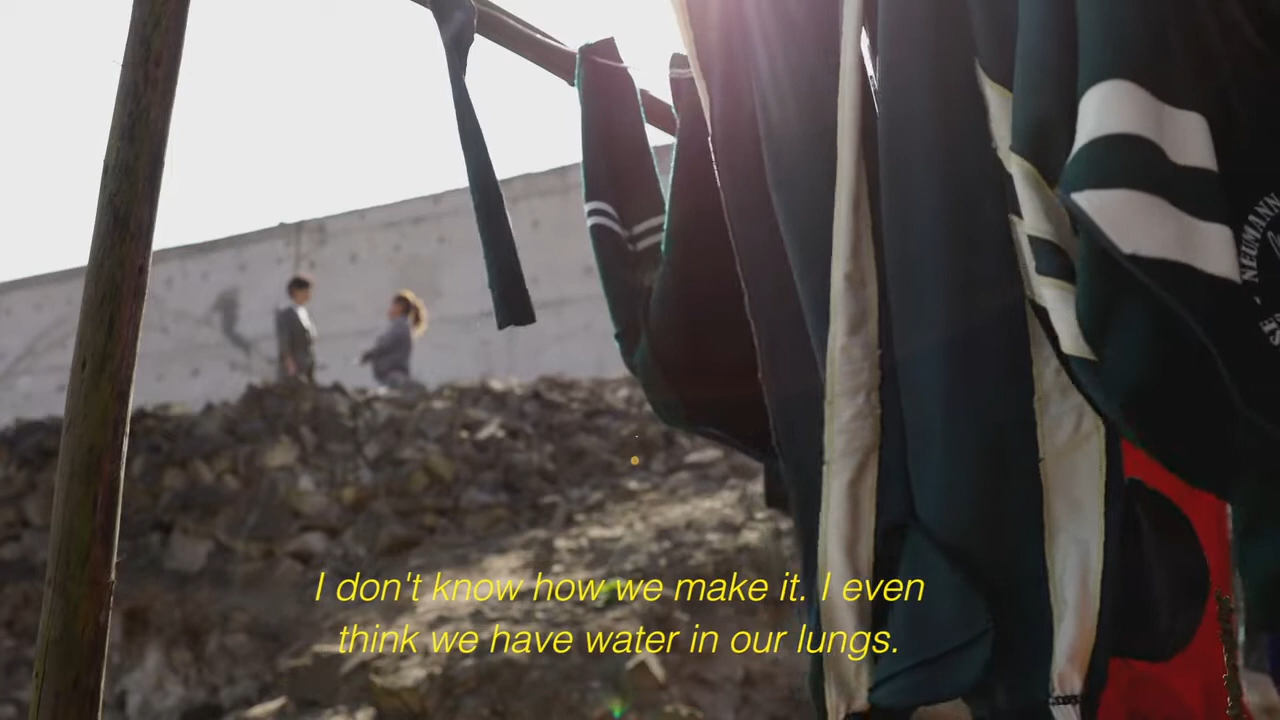 NEUMANN
I don't know how we make it. I even
think we have water in our lungs.